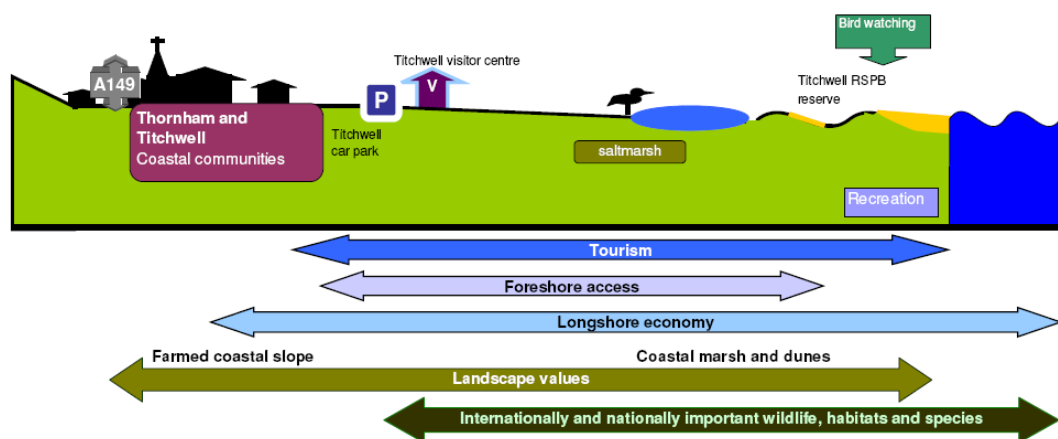 Bird watching
Titchwell visitor centre
A149
V
Titchwell RSPB
reserve
P
Thornham and
Titchwell
Coastal communities
Titchwell
car park
saltmarsh
Recreation
Tourism
Foreshore access
Longshore economy
Farmed coastal slope
Coastal marsh and dunes
Landscape values
Internationally and nationally important wildlife, habitats and species